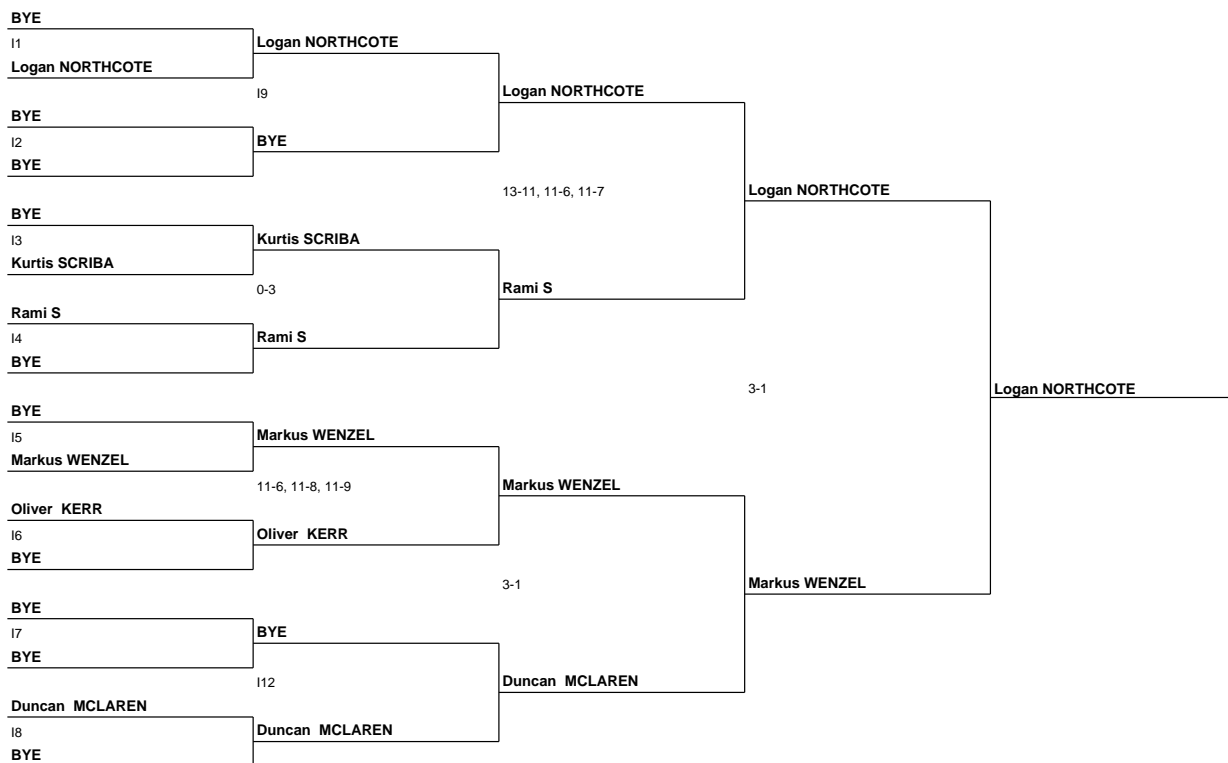 BYE
I1
Logan NORTHCOTE
Logan NORTHCOTE
I9
Logan NORTHCOTE
BYE
I2
BYE
BYE
13-11, 11-6, 11-7
Logan NORTHCOTE
BYE
I3
Kurtis SCRIBA
Kurtis SCRIBA
0-3
Rami S
Rami S
I4
Rami S
BYE
3-1
Logan NORTHCOTE
BYE
I5
Markus WENZEL
Markus WENZEL
11-6, 11-8, 11-9
Markus WENZEL
Oliver  KERR
I6
Oliver  KERR
BYE
3-1
Markus WENZEL
BYE
I7
BYE
BYE
I12
Duncan  MCLAREN
Duncan  MCLAREN
I8
Duncan  MCLAREN
BYE